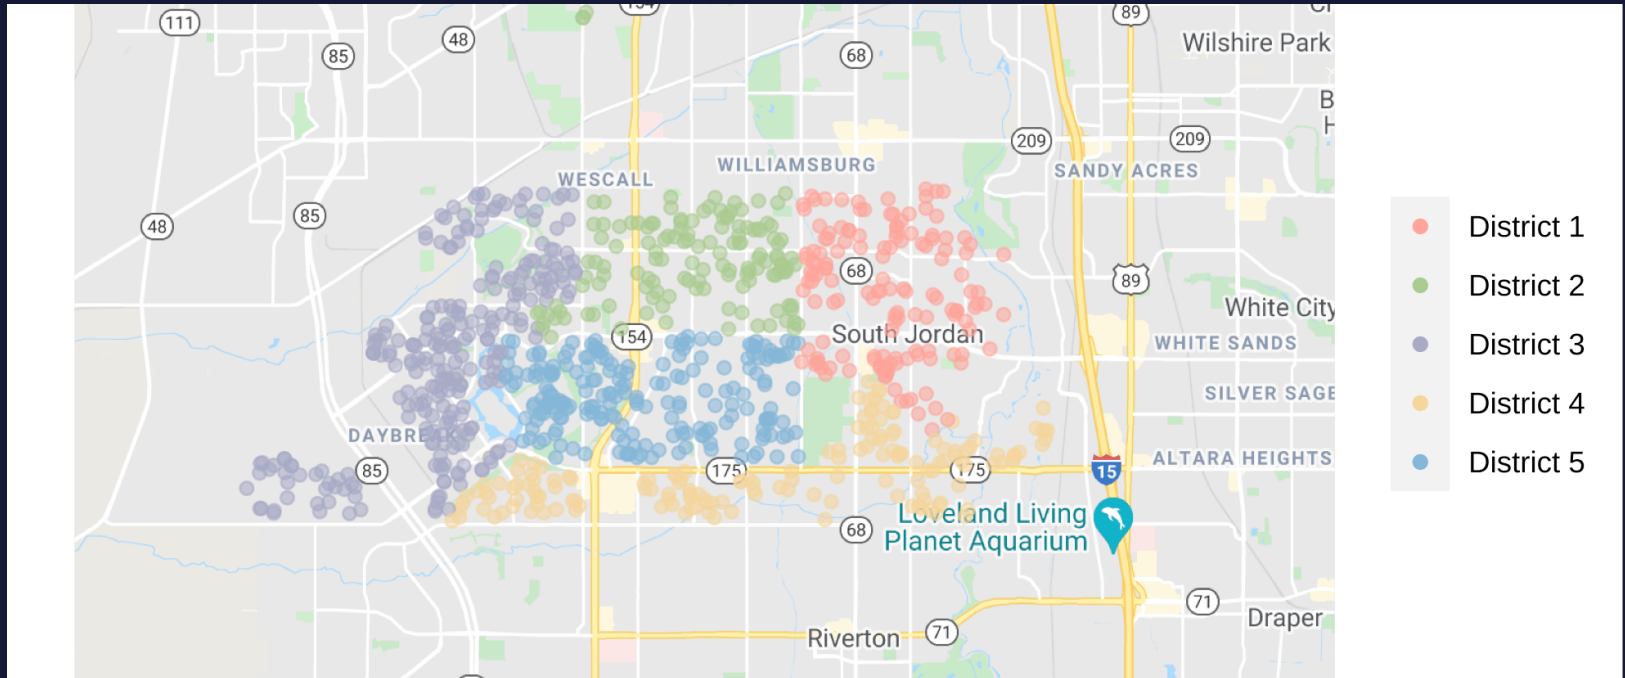 111
85
48
154
68
89
Wilshire Park
B
H
209
209
WILLIAMSBURG
SANDY ACRES
WESCALL
48
85
68
89
District 1
District 2
District 3
District 4
District 5
White City
154
South Jordan
WHITE SANDS
SILVER SAGE
DAYBREAK
85
175
175
15
ALTARA HEIGHTS
Loveland Living
Planet Aquarium
68
71
Draper
Riverton
71